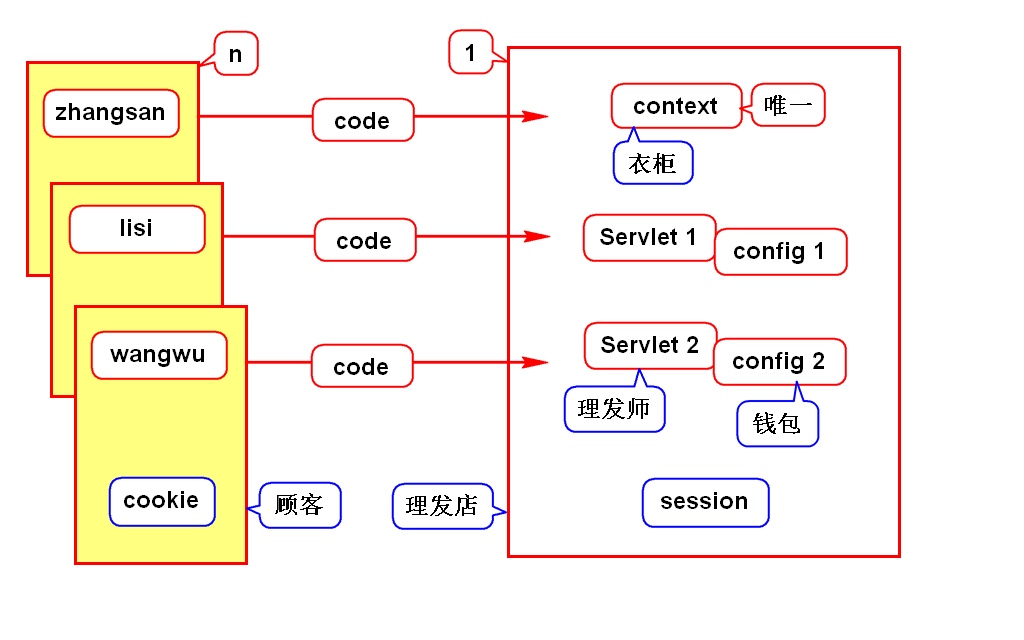 n
1
zhangsan
code
context
唯一
衣柜
lisi
code
Servlet 1
config 1
wangwu
code
Servlet 2
config 2
理发师
钱包
cookie
顾客
理发店
session